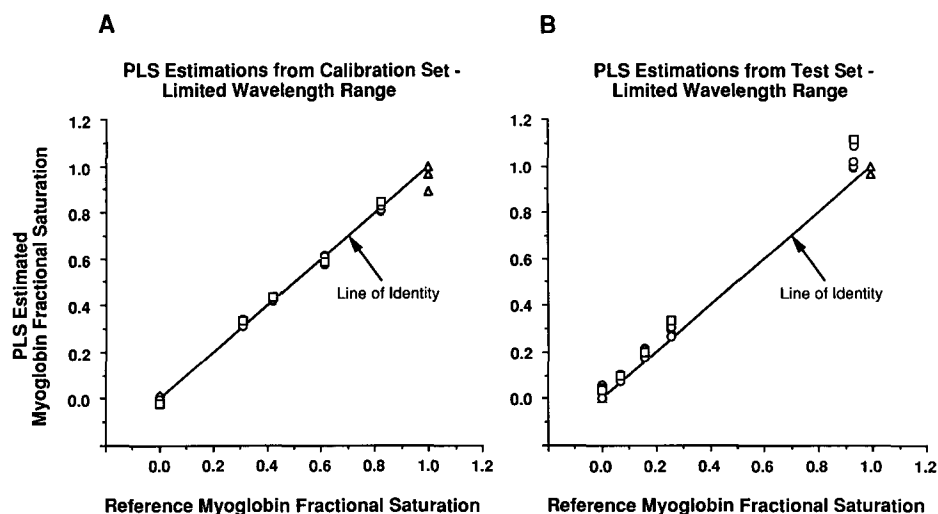 A
PLS Estimations from Calibration Set -
Limited Wavelength Range
PLS Estimated
Myoglobin Fractional Saturation
1.2
1.0
0.8
0.6
0.4
0.2
0.0
Line of Identity
0.0 0.2 0.4 0.6 0.8 1.0 1.2
Reference Myoglobin Fractional Saturation
B
PLS Estimations from Test Set -
Limited Wavelength Range
1.2
1.0
0.8
0.6
0.4
0.2
0.0
Line of Identity
0.0 0.2 0.4 0.6 0.8 1.0 1.2
Reference Myoglobin Fractional Saturation